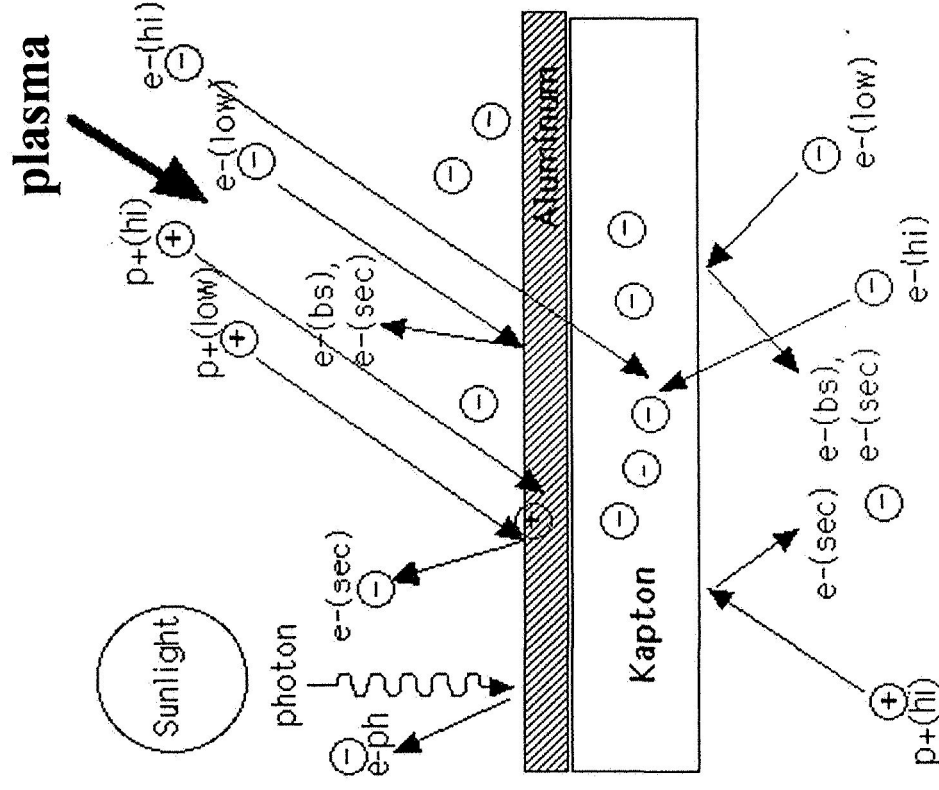 plasma
e-(hi)
−
e-(low)
−
p+(hi)
+
p+(low)
+
−
−
e-(bs),
e-(sec)
−
Sunlight
photon
−
e-ph
e-(sec)
−
+
Aluminum
Kapton
−
−
−
−
−
−
e-(low)
−
e-(hi)
−
e-(bs),
e-(sec)
e-(sec)
−
+
p+(hi)